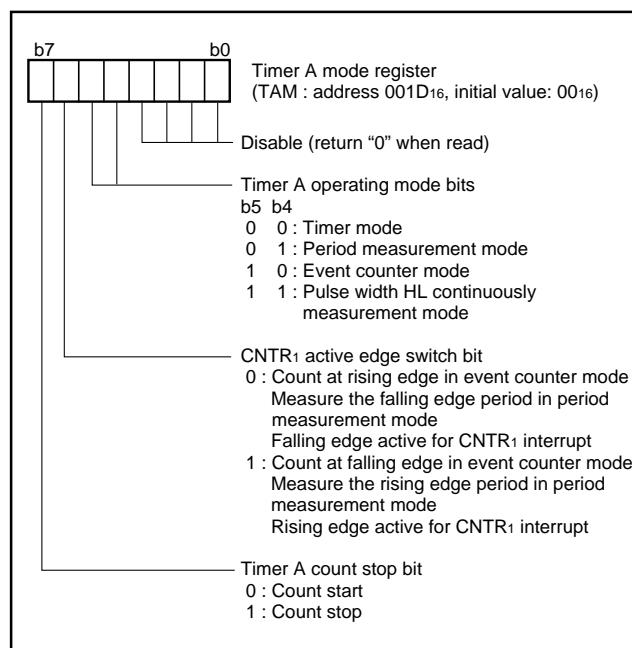 b7 b0
Timer A mode register
(TAM : address 001D16, initial value: 0016)
Disable (return “0” when read)
Timer A operating mode bits
b5 b4
0 0 : Timer mode
0 1 : Period measurement mode
1 0 : Event counter mode
1 1 : Pulse width HL continuously
measurement mode
CNTR1 active edge switch bit
0 : Count at rising edge in event counter mode
Measure the falling edge period in period
measurement mode
Falling edge active for CNTR1 interrupt
1 : Count at falling edge in event counter mode
Measure the rising edge period in period
measurement mode
Rising edge active for CNTR1 interrupt
Timer A count stop bit
0 : Count start
1 : Count stop